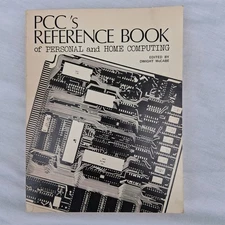 PCC's
REFERENCE BOOK
of PERSONAL and HOME COMPUTING
EDITED BY
DWIGHT McCABE